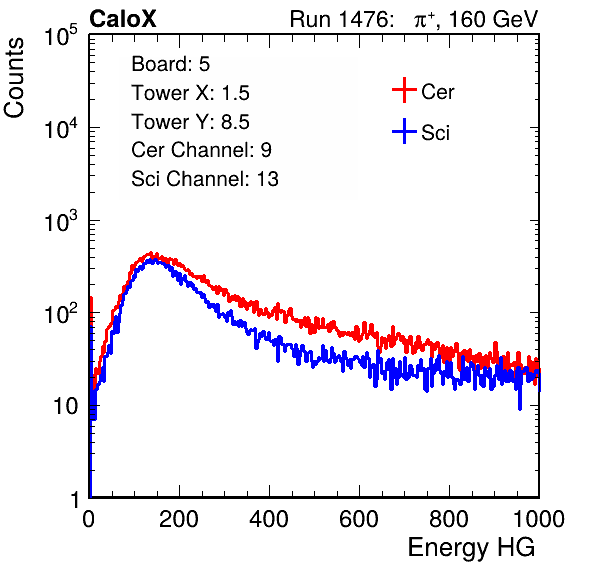 CaloX Run 1476: π⁺, 160 GeV
Board: 5
Tower X: 1.5
Tower Y: 8.5
Cer Channel: 9
Sci Channel: 13
Cer
Sci
Counts
10⁵
10⁴
10³
10²
10
1
0 200 400 600 800 1000
Energy HG